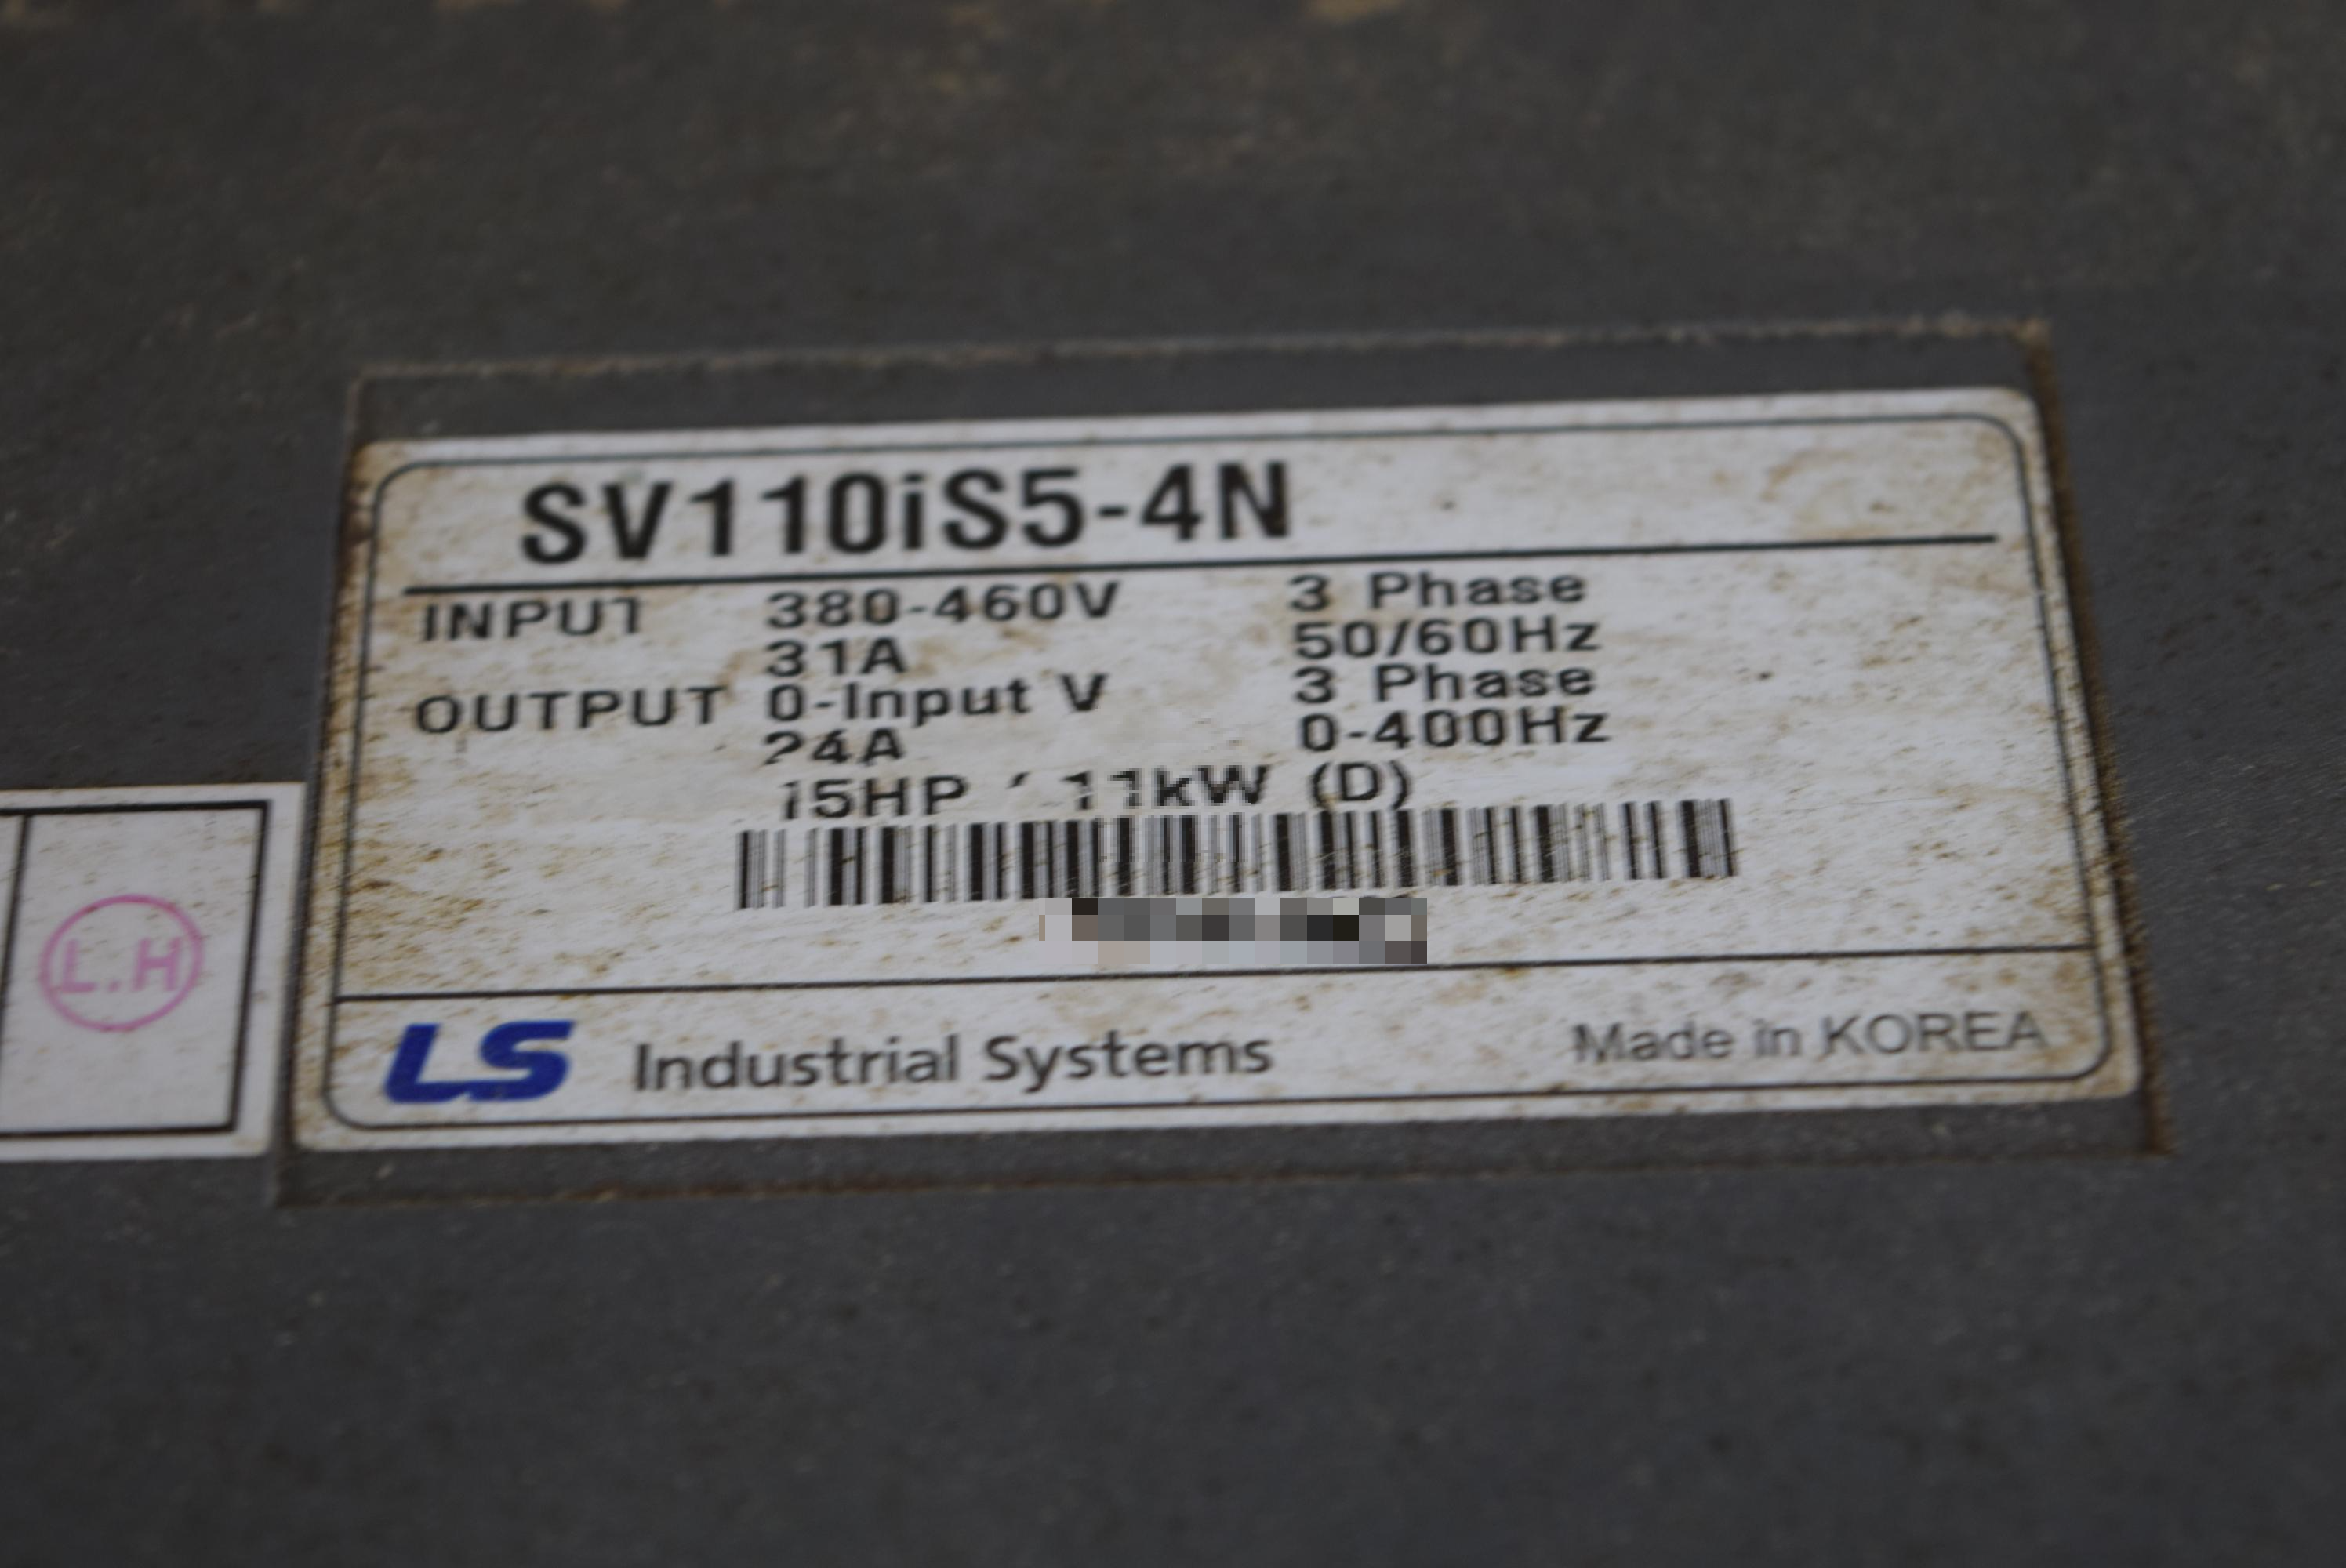 SV110iS5-4N
INPUT 380-460V 3 Phase
31A 50/60Hz
OUTPUT 0-Input V 3 Phase
24A 0-400Hz
15HP / 11kW (D)
LS Industrial Systems Made in KOREA
L.H